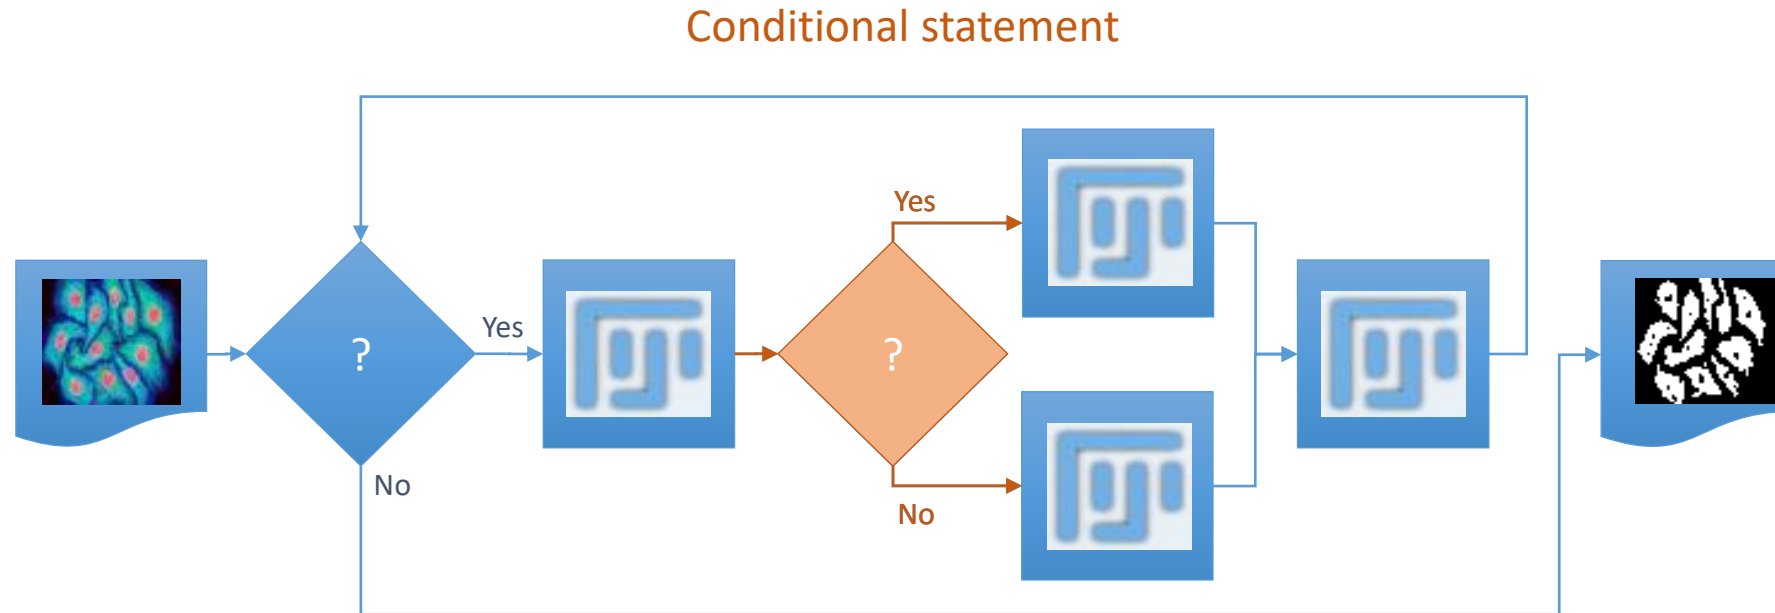 Conditional statement
Yes
?
Yes
?
No
No